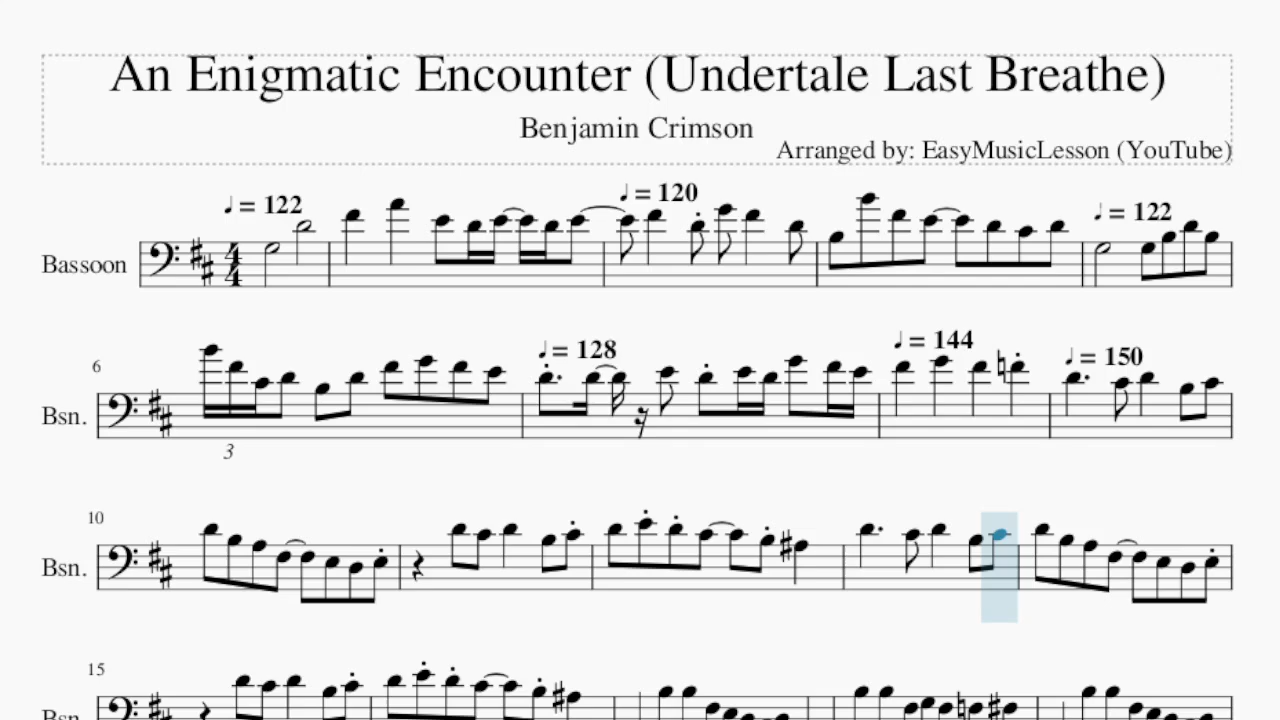 An Enigmatic Encounter (Undertale Last Breathe)
Benjamin Crimson
Arranged by: EasyMusicLesson (YouTube)
♩ = 122 ♩ = 120 ♩ = 122
Bassoon
4
4
6 ♩ = 128 ♩ = 144 ♩ = 150
Bsn.
3
10
Bsn.
15
Bsn.